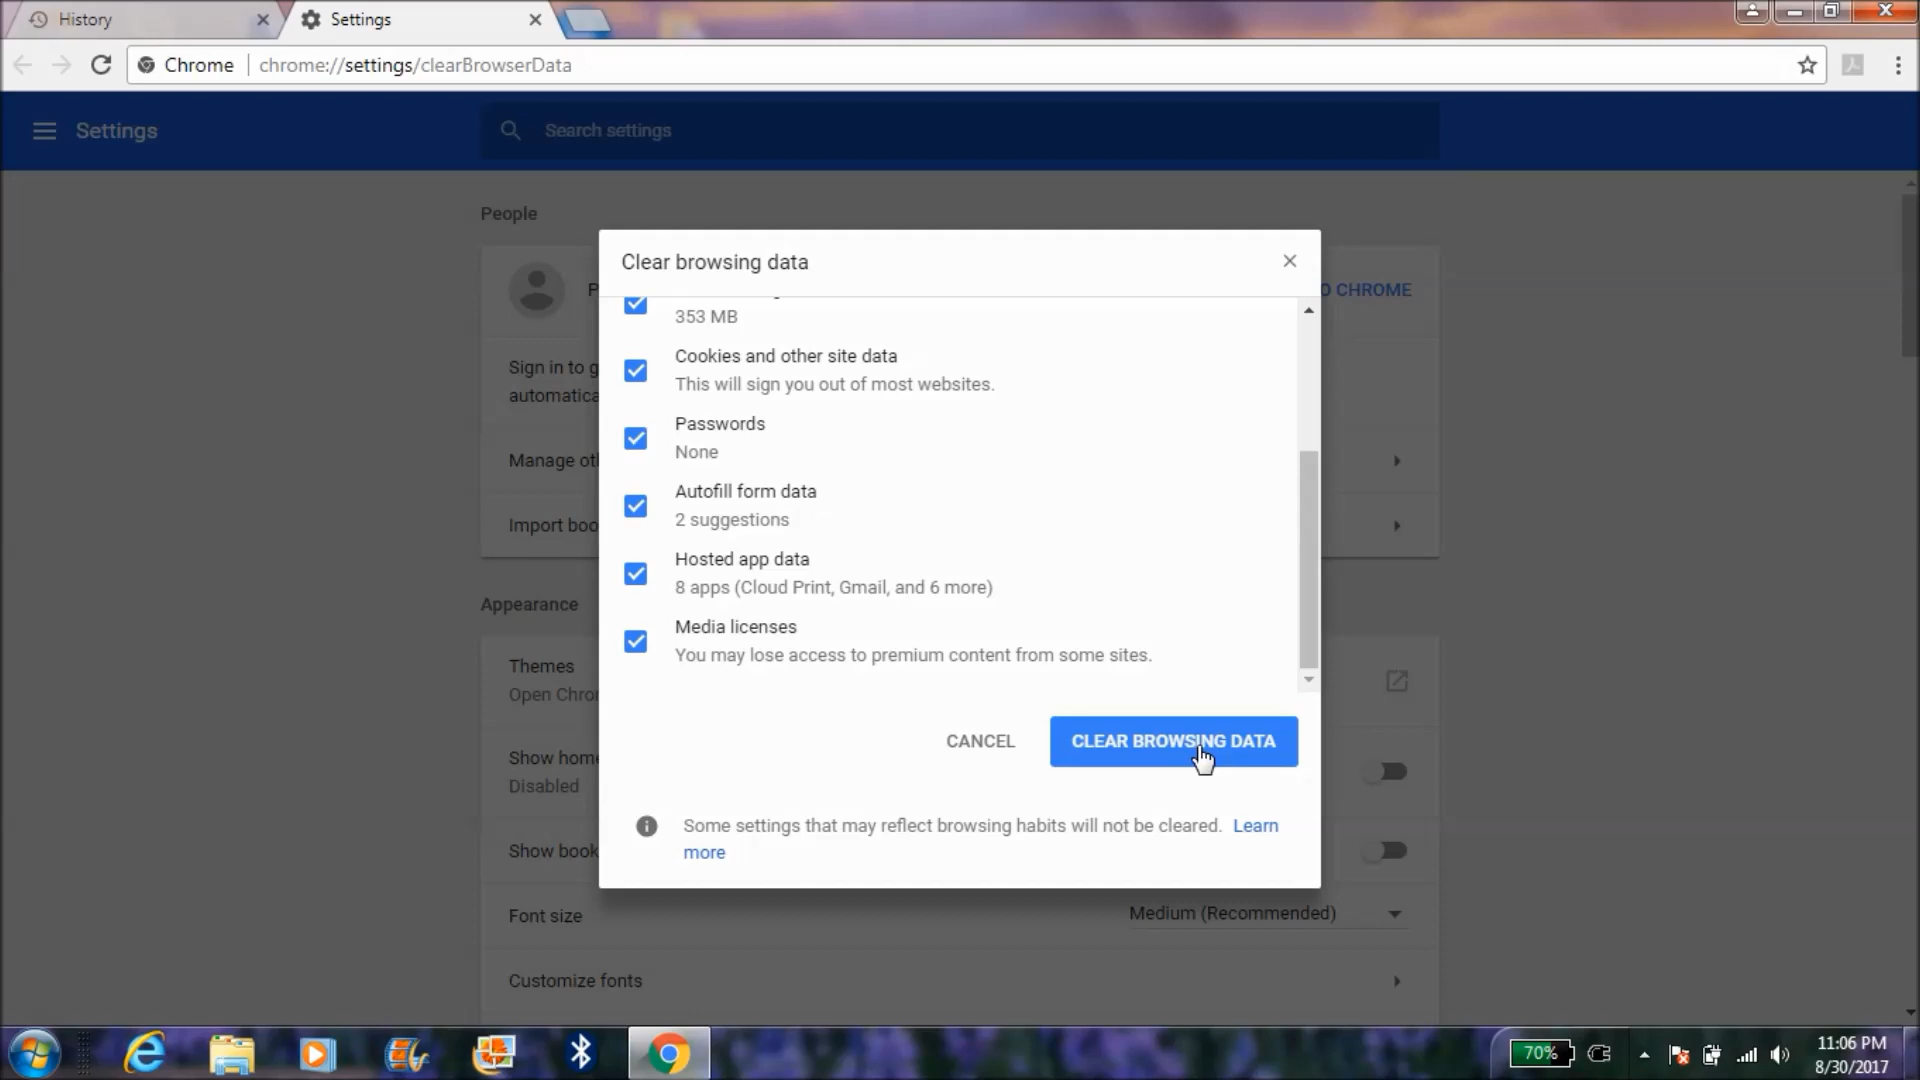 History
Settings
Chrome
chrome://settings/clearBrowserData
Settings
Search settings
People
P
O CHROME
Sign in to g
automatica
Manage oth
Import boo
Clear browsing data
353 MB
Cookies and other site data
This will sign you out of most websites.
Passwords
None
Autofill form data
2 suggestions
Hosted app data
8 apps (Cloud Print, Gmail, and 6 more)
Media licenses
You may lose access to premium content from some sites.
CANCEL
CLEAR BROWSING DATA
Some settings that may reflect browsing habits will not be cleared. Learn
more
Appearance
Themes
Open Chro
Show home
Disabled
Show book
Font size
Medium (Recommended)
Customize fonts
70%
11:06 PM
8/30/2017